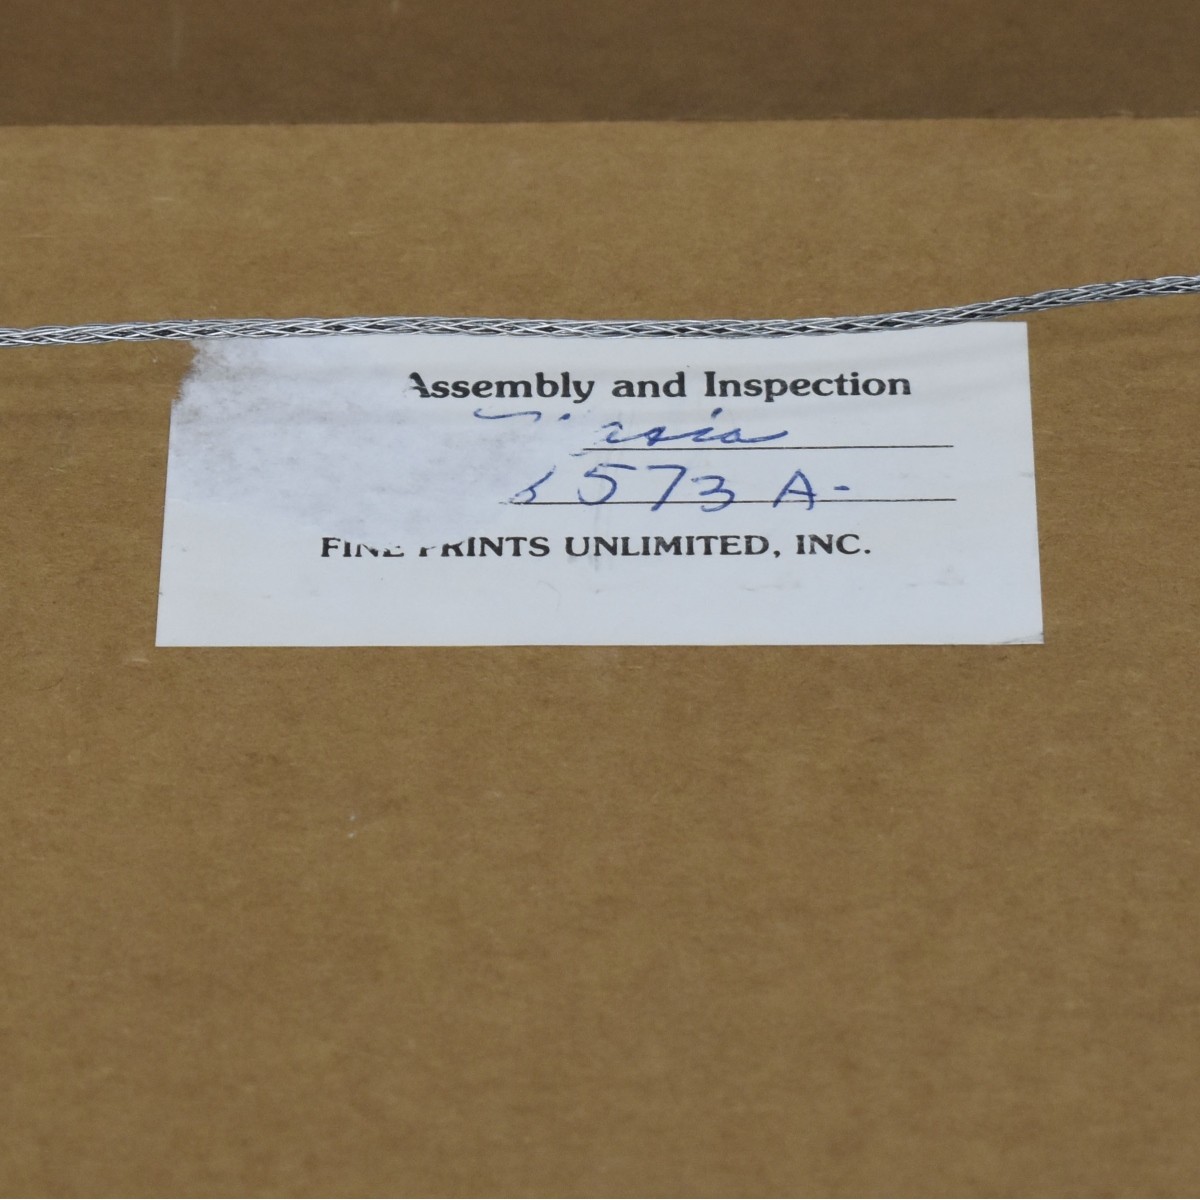 Assembly and Inspection
573 A-
FINE PRINTS UNLIMITED, INC.